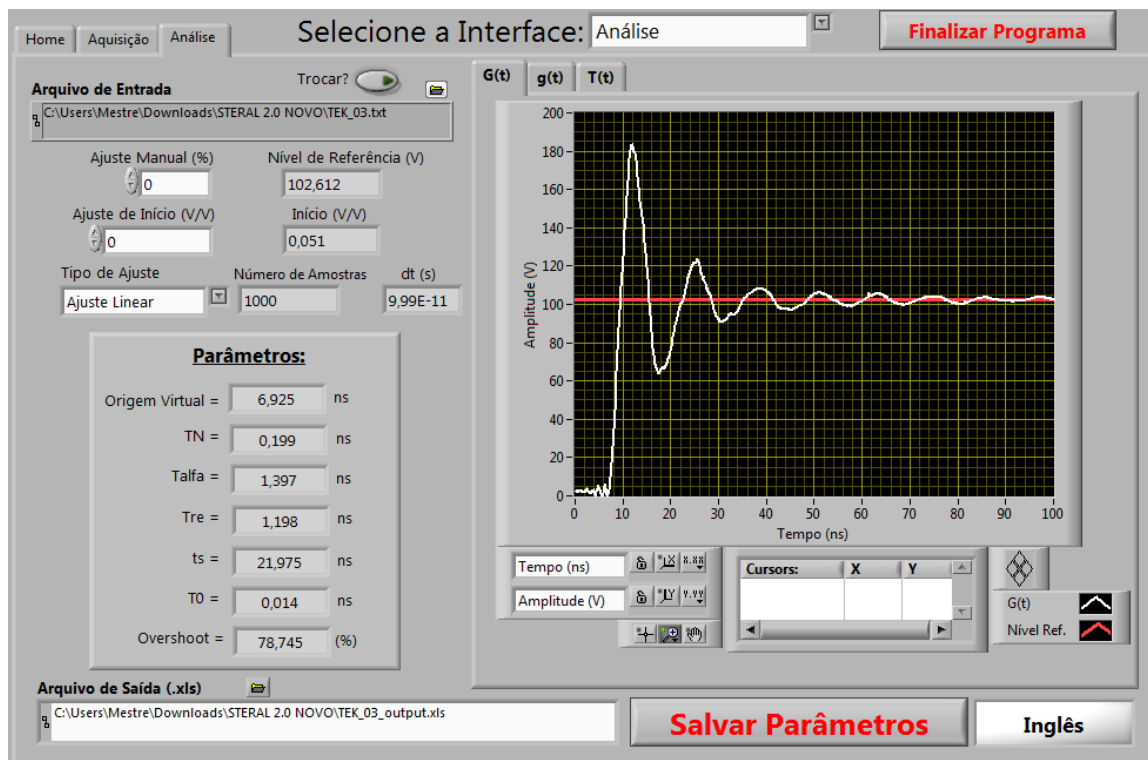 Home Aquisição Análise
Selecione a Interface: Análise
Finalizar Programa
Arquivo de Entrada
Trocar?
C:\Users\Mestre\Downloads\STERAL 2.0 NOVO\TEK_03.txt
Ajuste Manual (%) Nível de Referência (V)
0 102,612
Ajuste de Início (V/V) Início (V/V)
0 0,051
Tipo de Ajuste Número de Amostras dt (s)
Ajuste Linear 1000 9,99E-11
Parâmetros:
Origem Virtual = 6,925 ns
TN = 0,199 ns
Talfa = 1,397 ns
Tre = 1,198 ns
ts = 21,975 ns
T0 = 0,014 ns
Overshoot = 78,745 (%)
Arquivo de Saída (.xls)
C:\Users\Mestre\Downloads\STERAL 2.0 NOVO\TEK_03_output.xls
G(t) g(t) T(t)
200
180
160
140
120
100
80
60
40
20
0
Amplitude (V)
0 10 20 30 40 50 60 70 80 90 100
Tempo (ns)
Tempo (ns) X 8.88
Amplitude (V) Y Y.YY
Cursors: X Y
G(t)
Nível Ref.
Salvar Parâmetros
Inglês